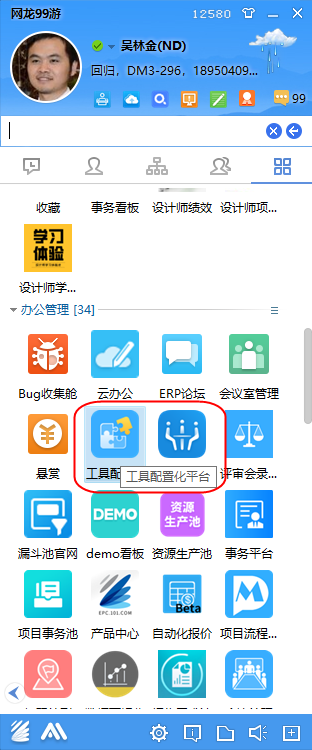 网龙99游 12580
吴林金(ND)
回归，DM3-296，18950409...
99
收藏 事务看板 设计师绩效 设计师项...
学习
体验
设计师学...
办公管理 [34]
Bug收集舱 云办公 ERP论坛 会议室管理
悬赏 工具配 评审会录...
工具配置化平台
DEMO 资源
生产池
漏斗池官网 demo看板 资源生产池 事务平台
EPC.101.COM Beta
项目事务池 产品中心 自动化报价 项目流程...